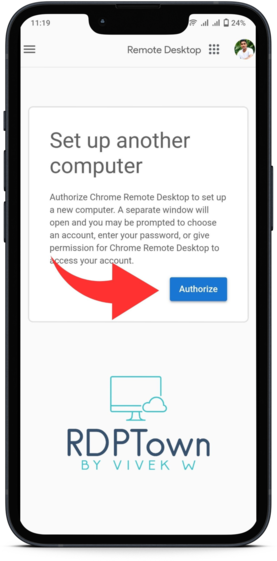 11:19
24%
Remote Desktop
Set up another
computer
Authorize Chrome Remote Desktop to set up
a new computer. A separate window will
open and you may be prompted to choose
an account, enter your password, or give
permission for Chrome Remote Desktop to
access your account.
Authorize
RDPTOWN
BY VIVEK W